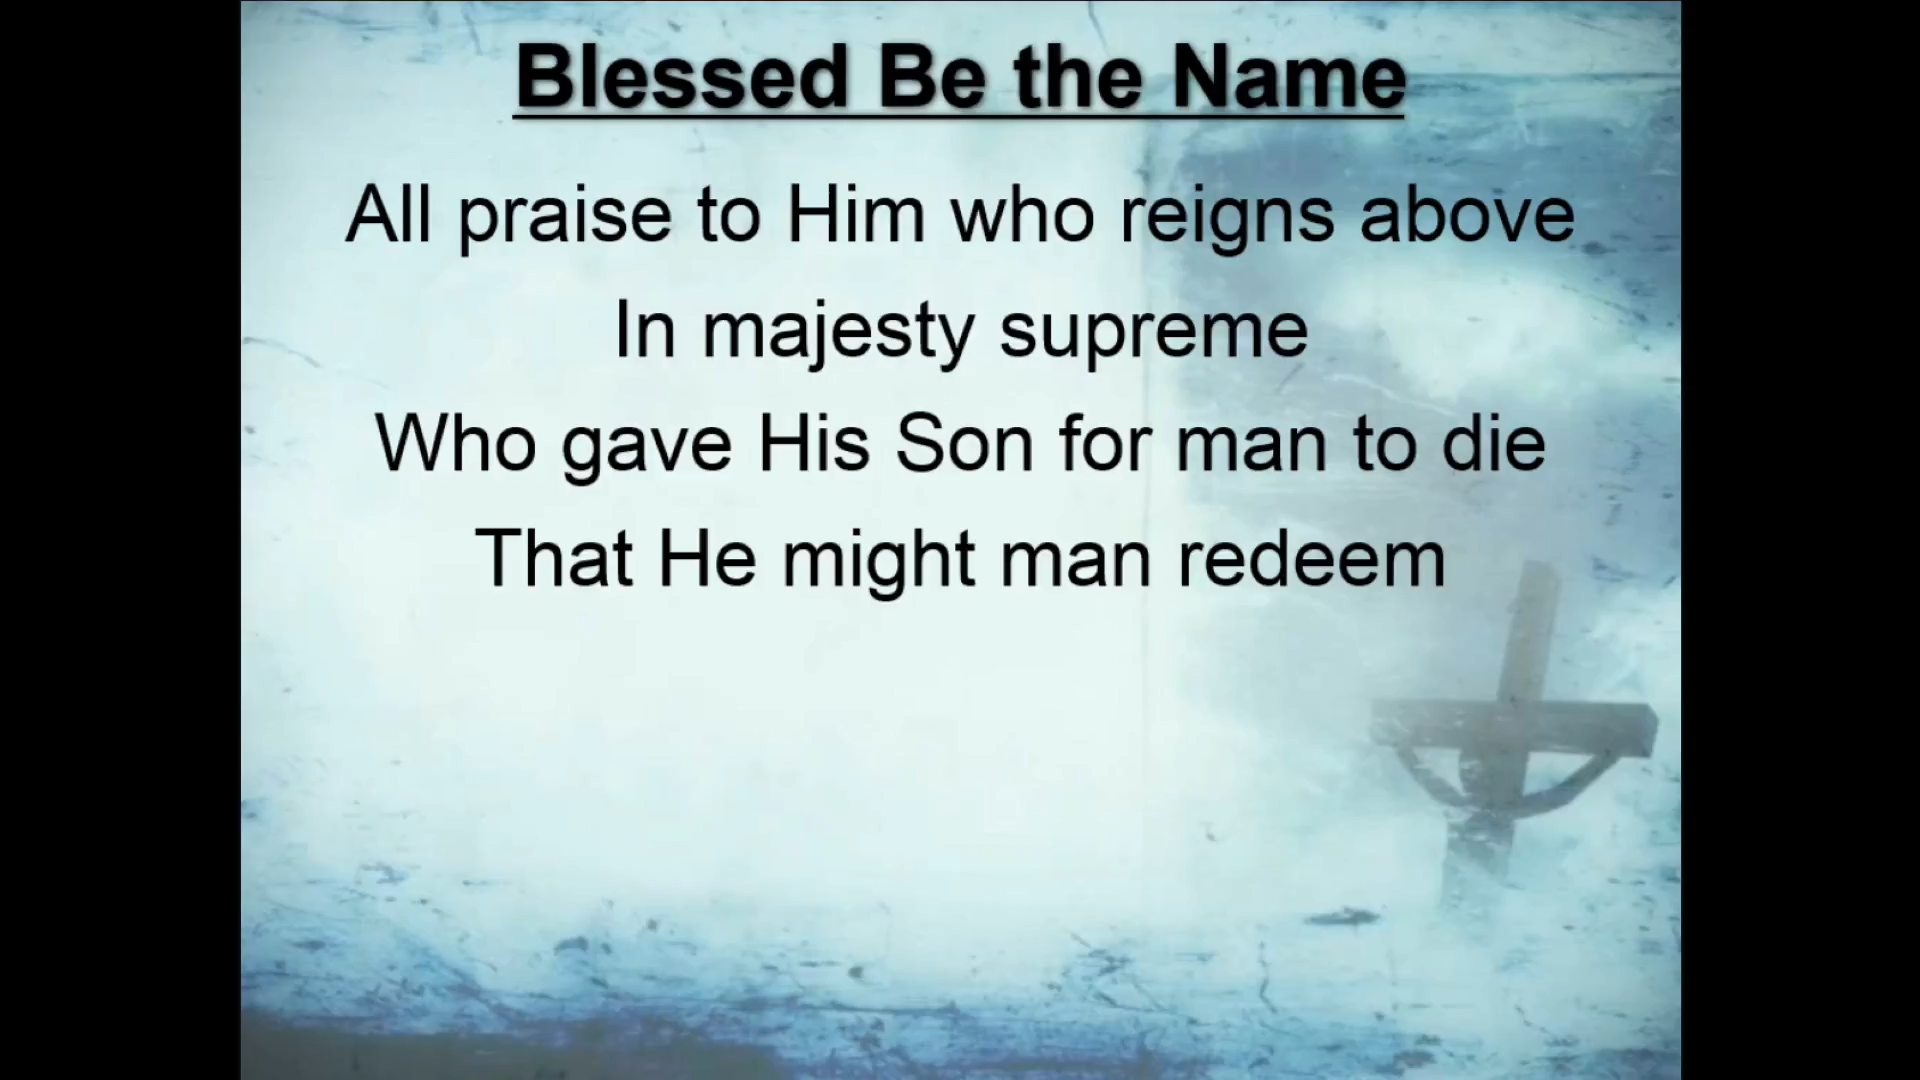 Blessed Be the Name
All praise to Him who reigns above
In majesty supreme
Who gave His Son for man to die
That He might man redeem